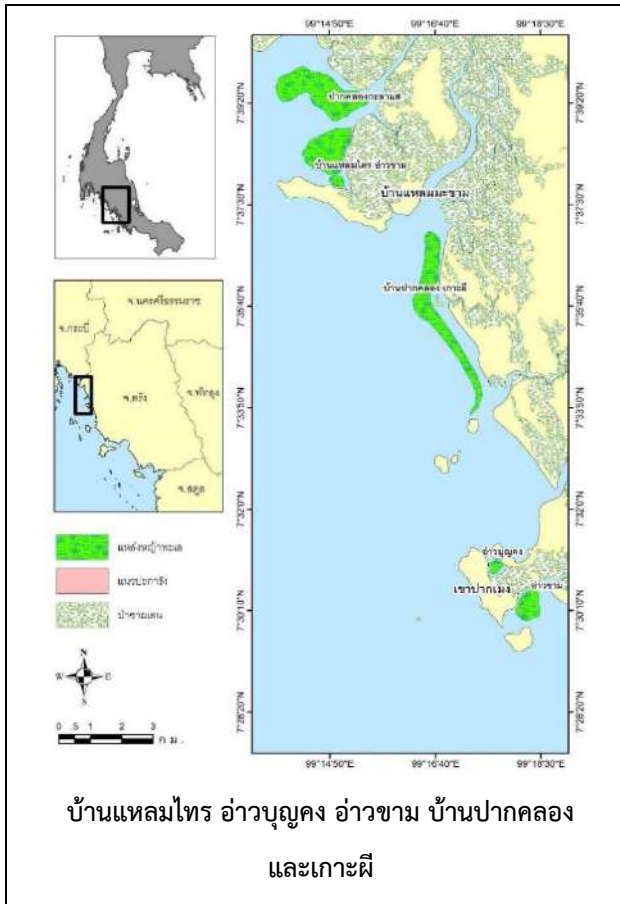 99°14'50"E 99°16'40"E 99°18'30"E
7°39'20"N
7°37'30"N
7°35'40"N
7°33'50"N
7°32'0"N
7°30'10"N
7°28'20"N
ปากคลองกะลาแส
บ้านแหลมไทร อ่าวขาม
บ้านแหลมมะขาม
บ้านปากคลอง เกาะผี
อ่าวบุญคง
เขาปากเมง
อ่าวขาม
99°14'50"E 99°16'40"E 99°18'30"E
จ.นครศรีธรรมราช
จ.กระบี่
จ.ตรัง
จ.พัทลุง
จ.สตูล
แหล่งหญ้าทะเล
แนวปะการัง
ป่าชายเลน
N
W E
S
0 .5 1 2 3
ก ม .
บ้านแหลมไทร อ่าวบุญคง อ่าวขาม บ้านปากคลอง
และเกาะผี